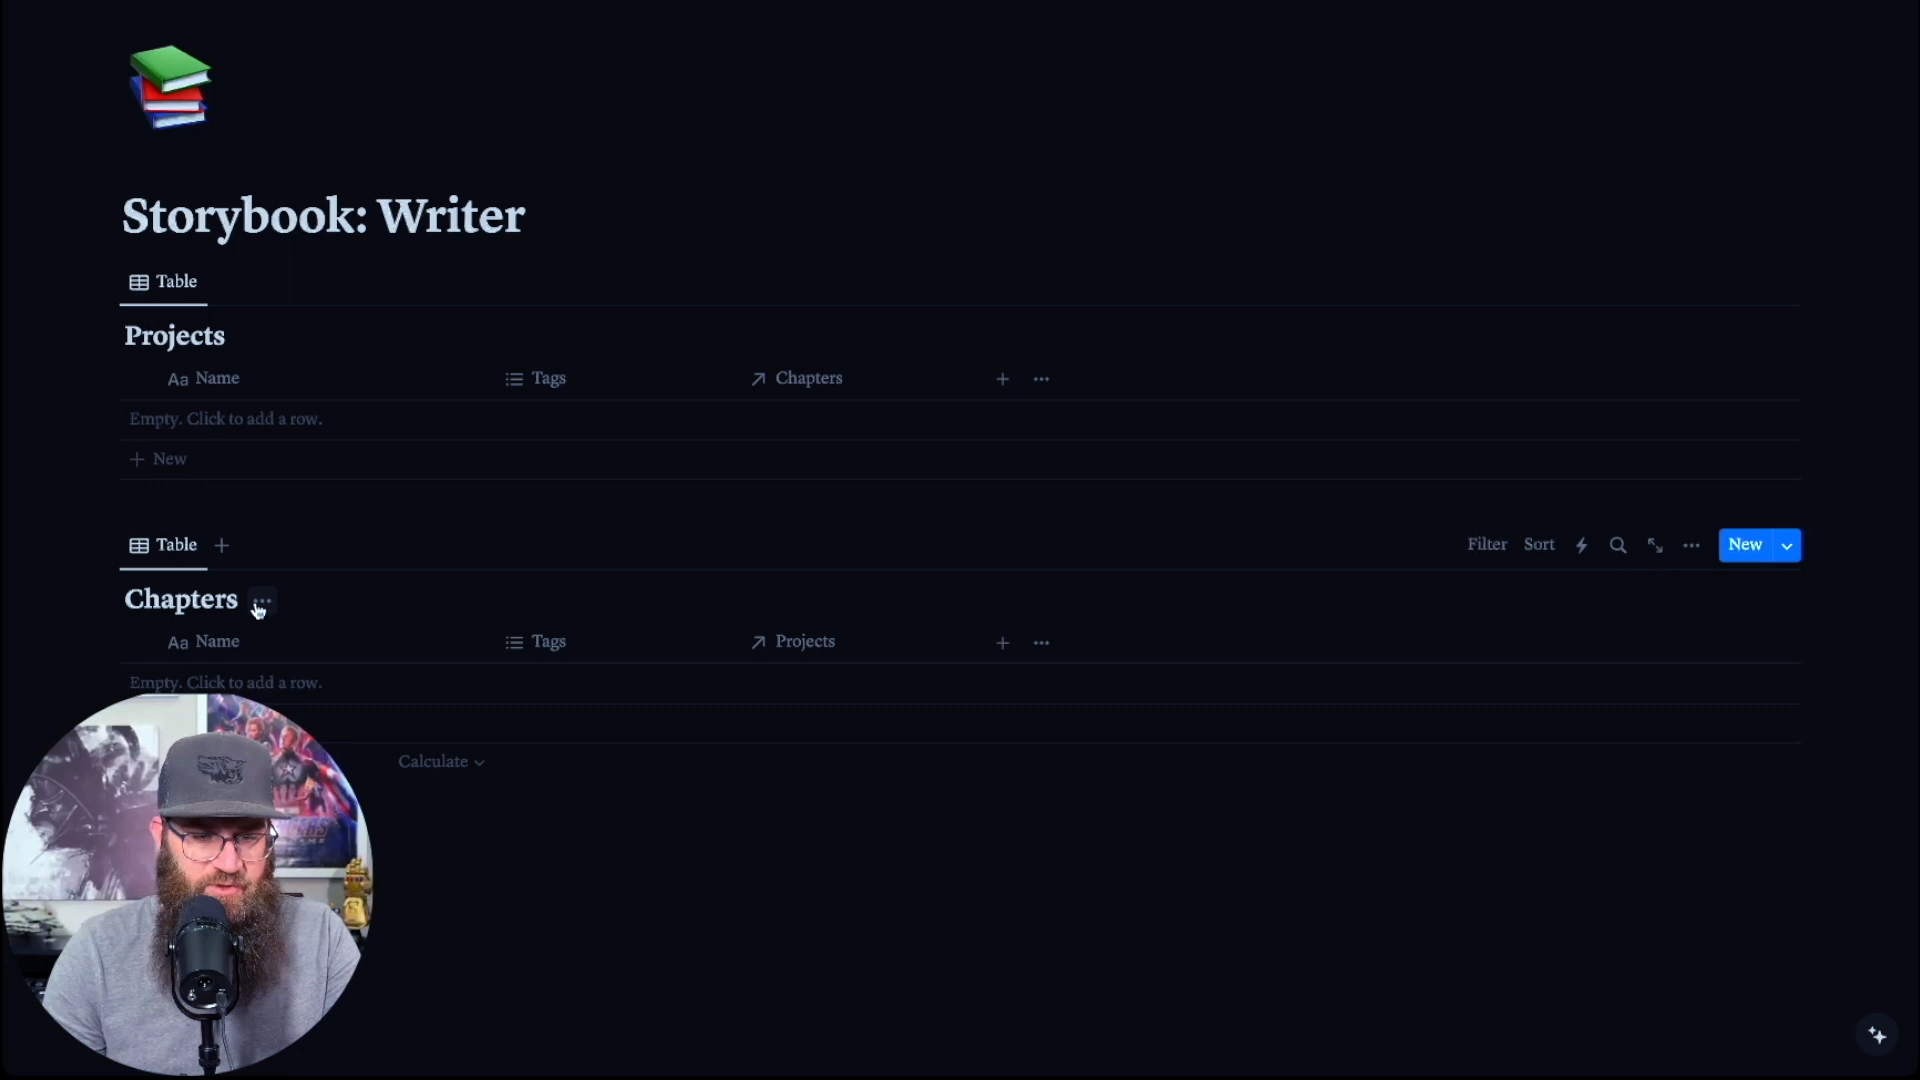 Storybook: Writer
Table
Projects
Aa Name Tags Chapters
Empty. Click to add a row.
New
Table
Filter Sort New
Chapters
Aa Name Tags Projects
Empty. Click to add a row.
Calculate